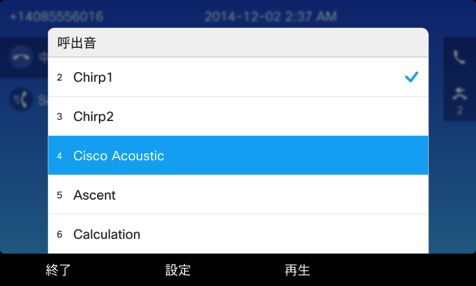 +14085556016 2014-12-02 2:37 AM
呼出音
2 Chirp1
3 Chirp2
4 Cisco Acoustic
5 Ascent
6 Calculation
2
終了 設定 再生